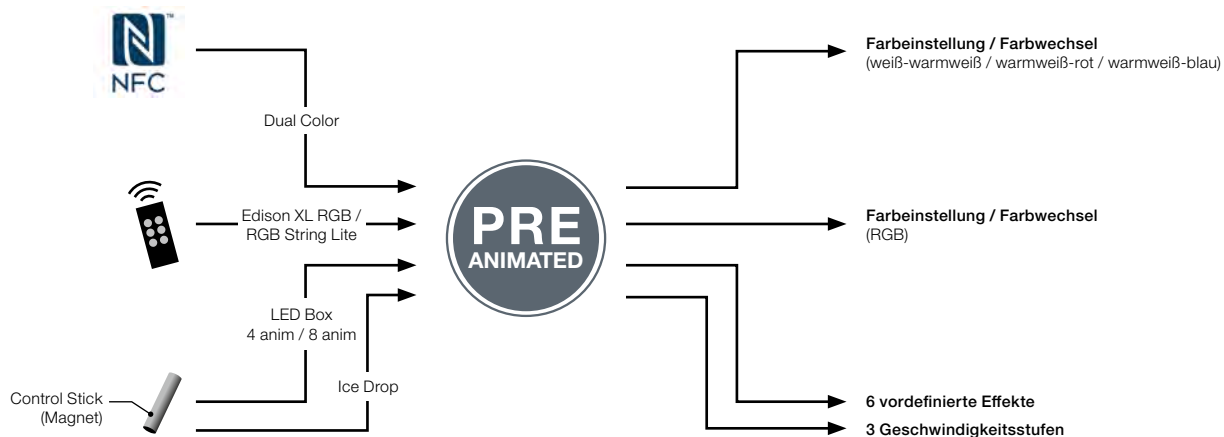 NFC
Dual Color
Edison XL RGB /
RGB String Lite
LED Box
4 anim / 8 anim
Ice Drop
Control Stick
(Magnet)
PRE
ANIMATED
Farbeinstellung / Farbwechsel
(weiß-warmweiß / warmweiß-rot / warmweiß-blau)
Farbeinstellung / Farbwechsel
(RGB)
6 vordefinierte Effekte
3 Geschwindigkeitsstufen